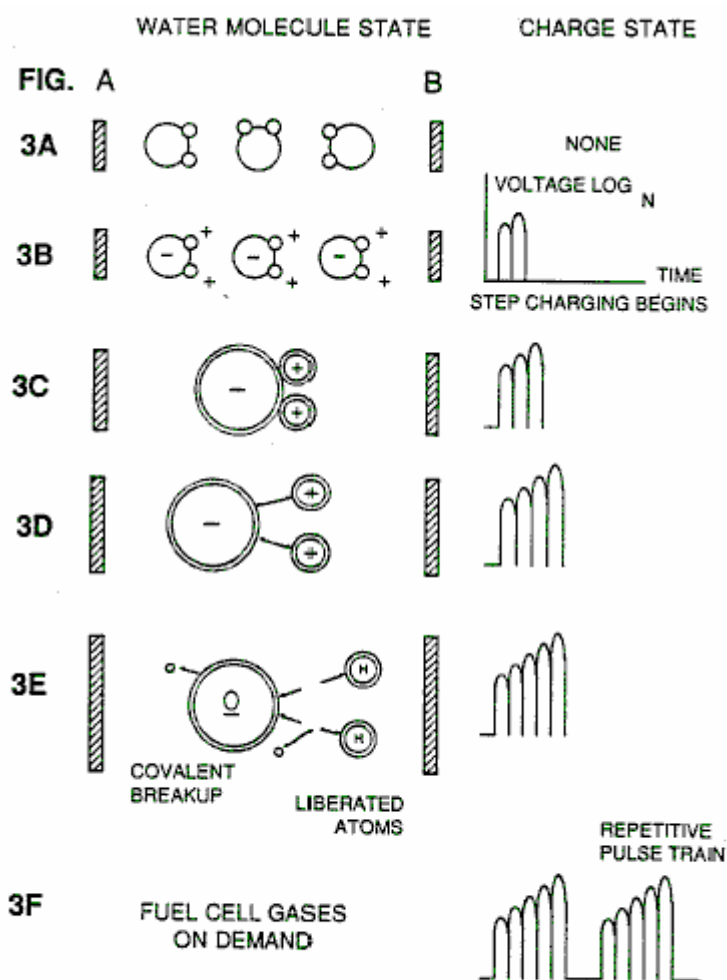 WATER MOLECULE STATE CHARGE STATE
FIG. A B
3A NONE
VOLTAGE LOG N
3B - + + - + + - + +
TIME
STEP CHARGING BEGINS
3C - + +
3D - + +
3E O H H
COVALENT
BREAKUP
LIBERATED
ATOMS
REPETITIVE
PULSE TRAIN
3F FUEL CELL GASES
ON DEMAND